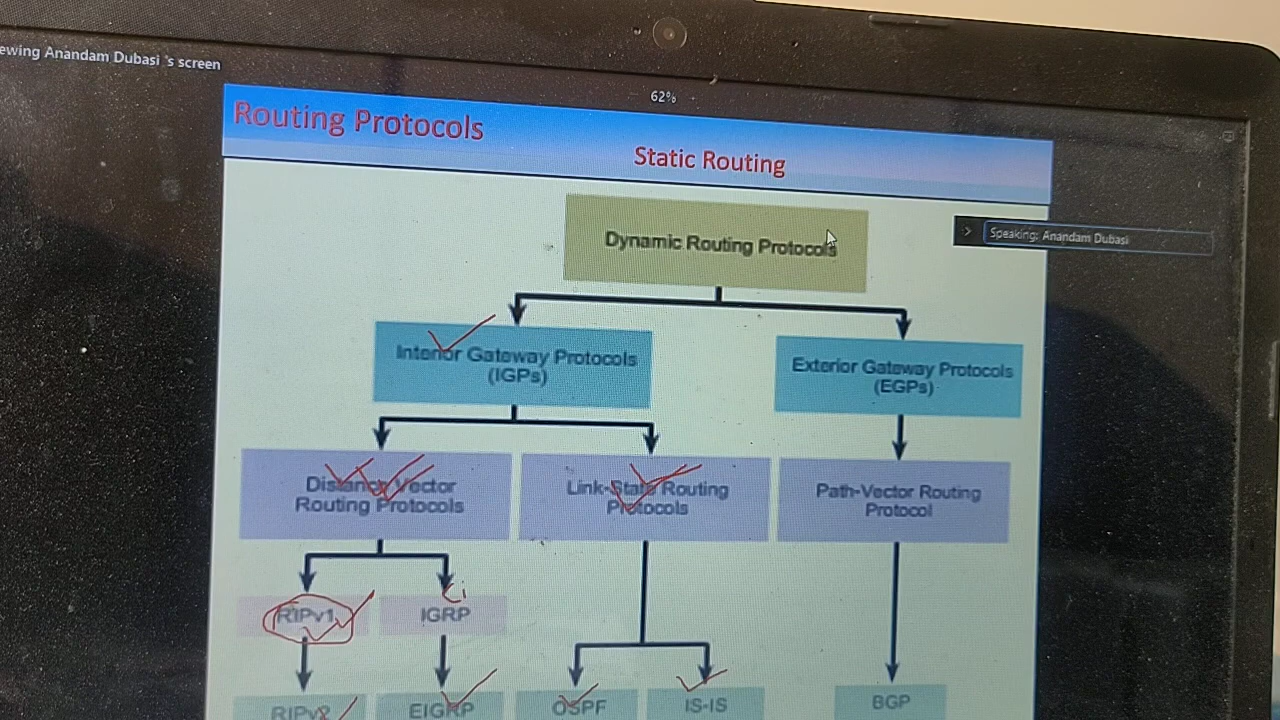 ewing Anandam Dubasi 's screen
62%
Routing Protocols
Static Routing
Dynamic Routing Protocols
Speaking: Anandam Dubasi
Interior Gateway Protocols
(IGPs)
Exterior Gateway Protocols
(EGPs)
Distance Vector
Routing Protocols
Link-State Routing
Protocols
Path-Vector Routing
Protocol
RIPv1
IGRP
RIPv2
EIGRP
OSPF
IS-IS
BGP